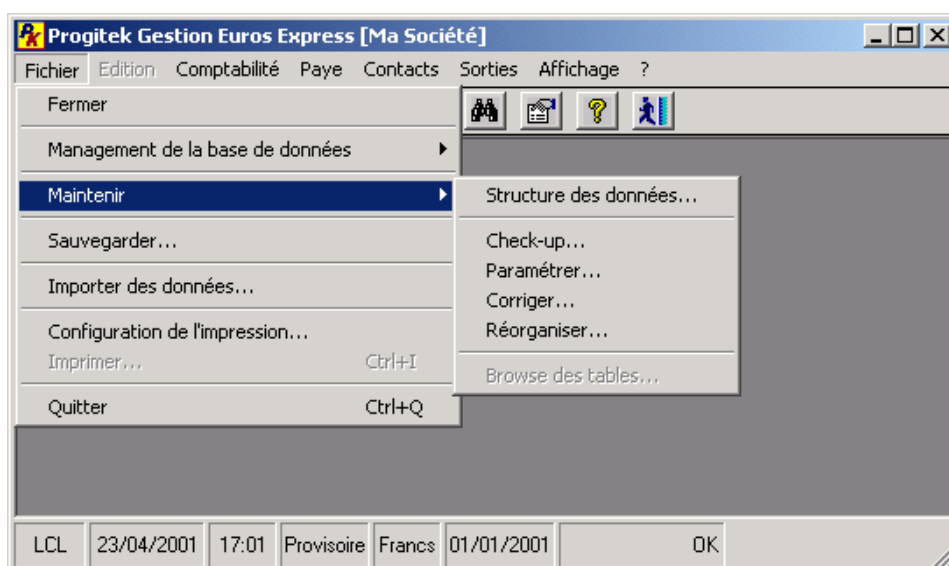 Progitek Gestion Euros Express [Ma Société]
Fichier Edition Comptabilité Paye Contacts Sorties Affichage ?
Fermer
Management de la base de données
Maintenir
Sauvegarder...
Importer des données...
Configuration de l'impression...
Imprimer... Ctrl+I
Quitter Ctrl+Q
Structure des données...
Check-up...
Paramétrer...
Corriger...
Réorganiser...
Browse des tables...
LCL 23/04/2001 17:01 Provisoire Francs 01/01/2001 OK